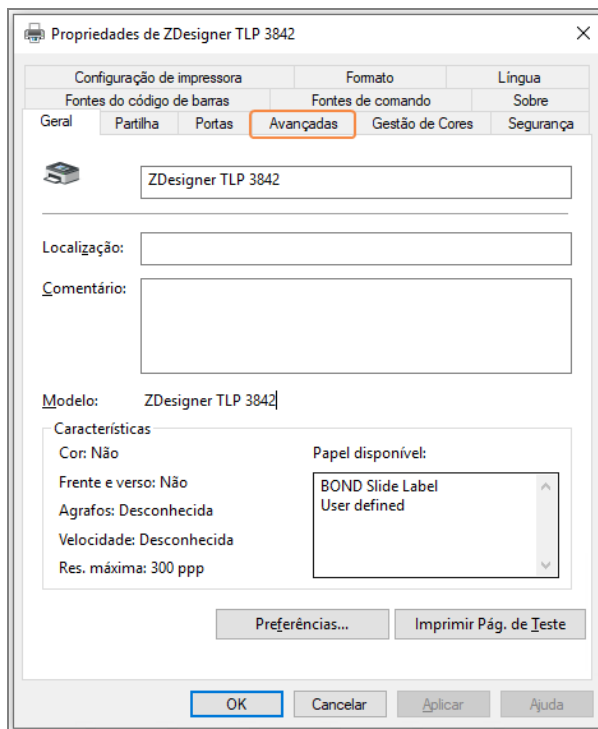 Propriedades de ZDesigner TLP 3842
Configuração de impressora Formato Língua
Fontes do código de barras Fontes de comando Sobre
Geral Partilha Portas Avançadas Gestão de Cores Segurança
ZDesigner TLP 3842
Localização:
Comentário:
Modelo: ZDesigner TLP 3842
Características
Cor: Não Papel disponível:
Frente e verso: Não BOND Slide Label
User defined
Agrafos: Desconhecida
Velocidade: Desconhecida
Res. máxima: 300 ppp
Preferências... Imprimir Pág. de Teste
OK Cancelar Aplicar Ajuda